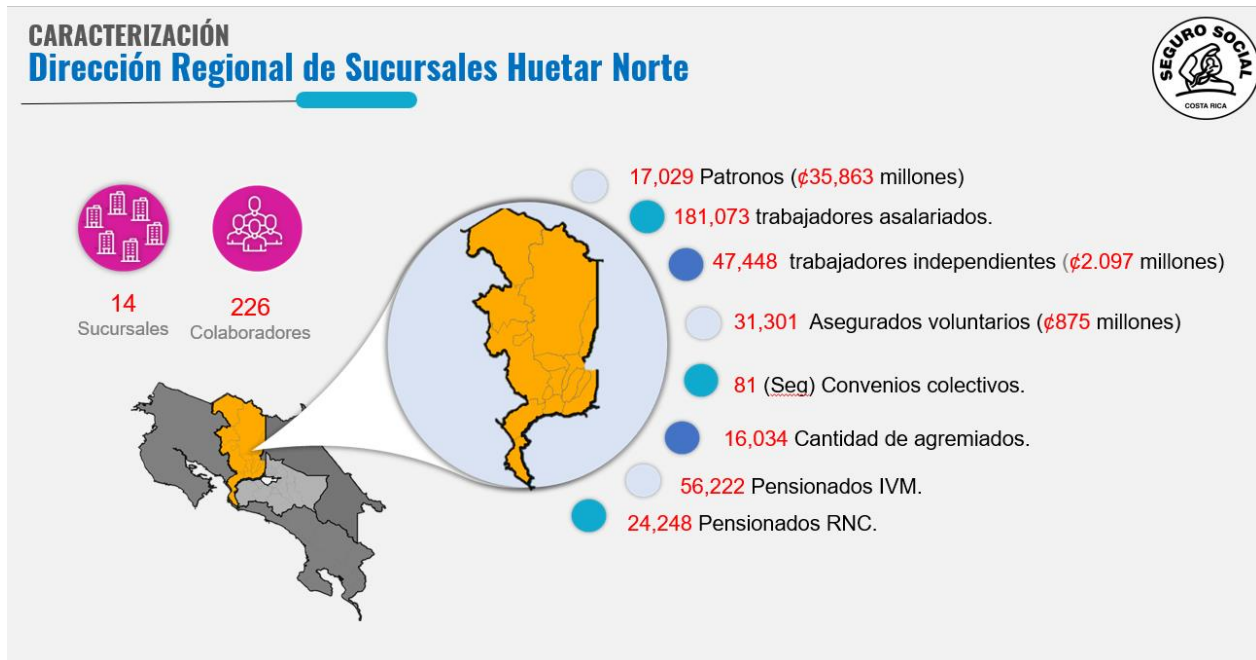 CARACTERIZACIÓN
Dirección Regional de Sucursales Huetar Norte
SEGURO SOCIAL
COSTA RICA
14
Sucursales
226
Colaboradores
17,029 Patronos (¢35,863 millones)
181,073 trabajadores asalariados.
47,448 trabajadores independientes (¢2.097 millones)
31,301 Asegurados voluntarios (¢875 millones)
81 (Seg) Convenios colectivos.
16,034 Cantidad de agremiados.
56,222 Pensionados IVM.
24,248 Pensionados RNC.